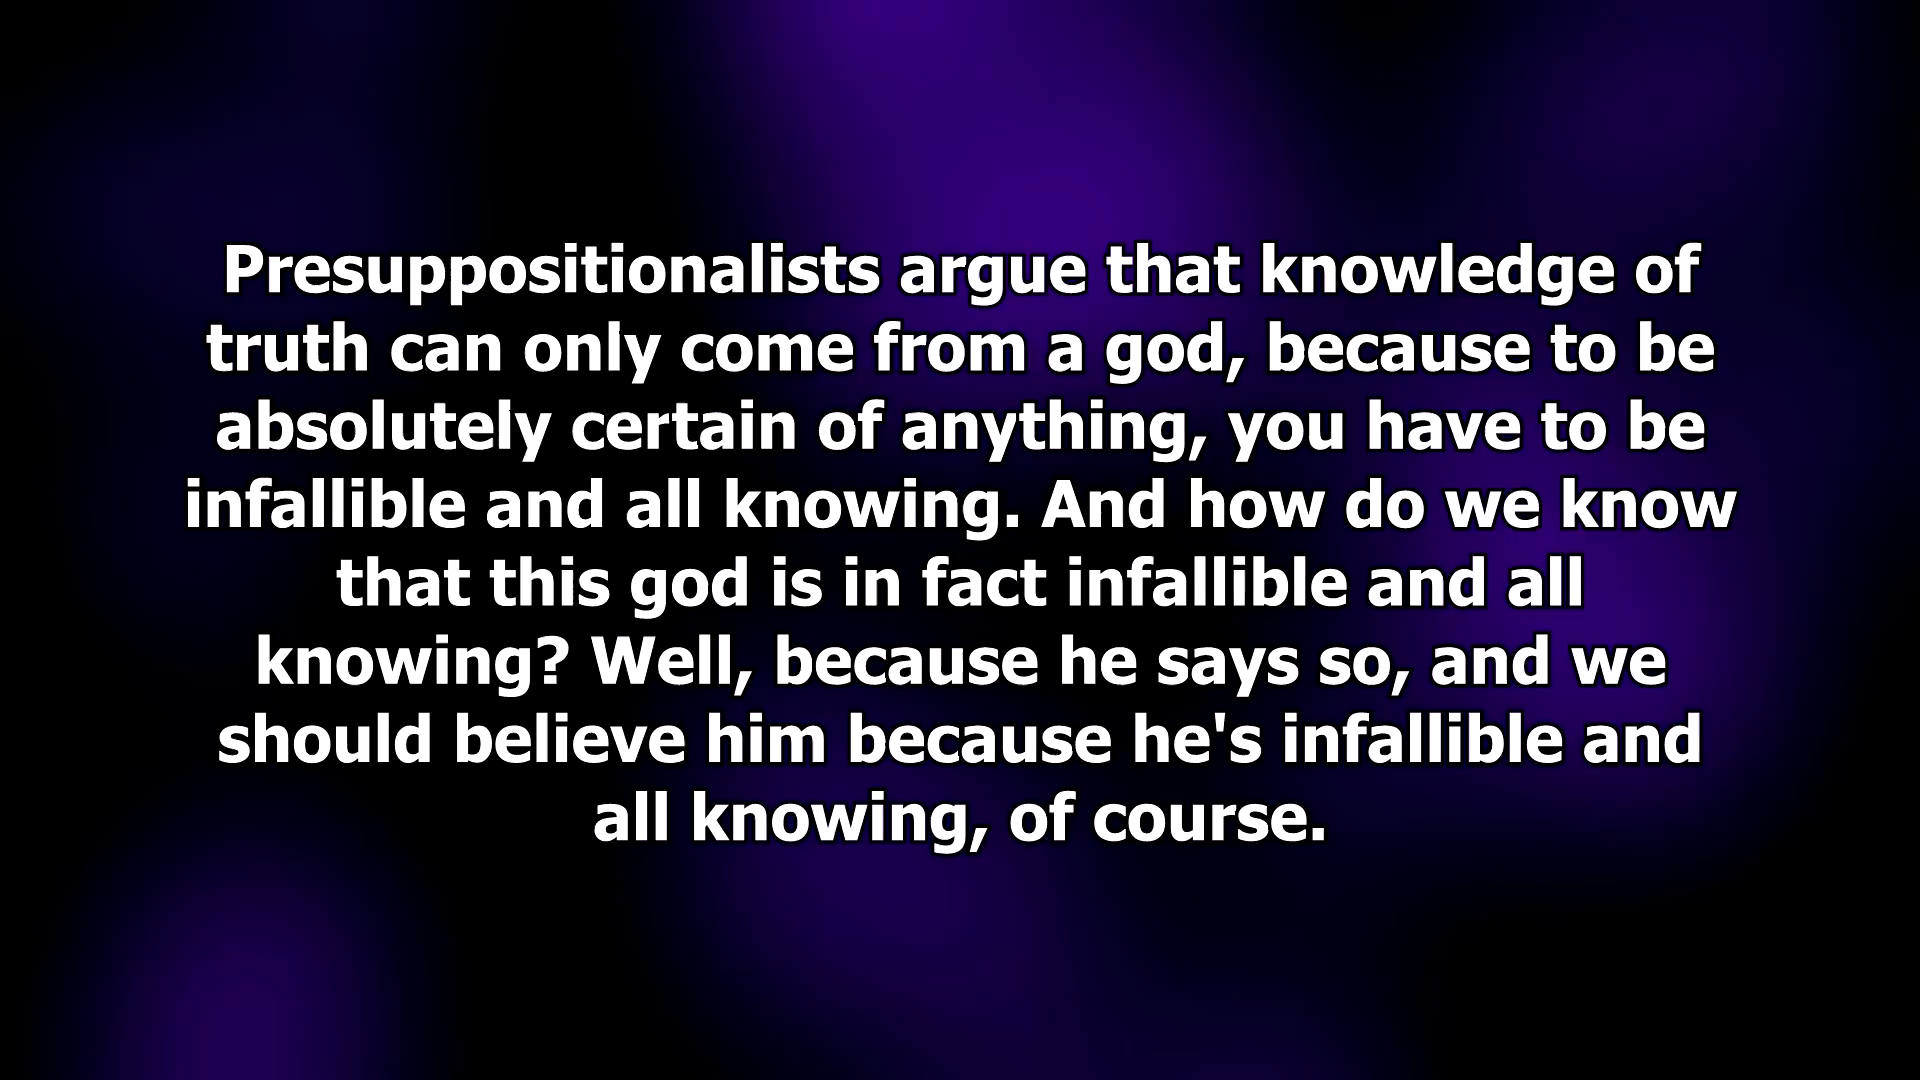 Presuppositionalists argue that knowledge of
truth can only come from a god, because to be
absolutely certain of anything, you have to be
infallible and all knowing. And how do we know
that this god is in fact infallible and all
knowing? Well, because he says so, and we
should believe him because he's infallible and
all knowing, of course.